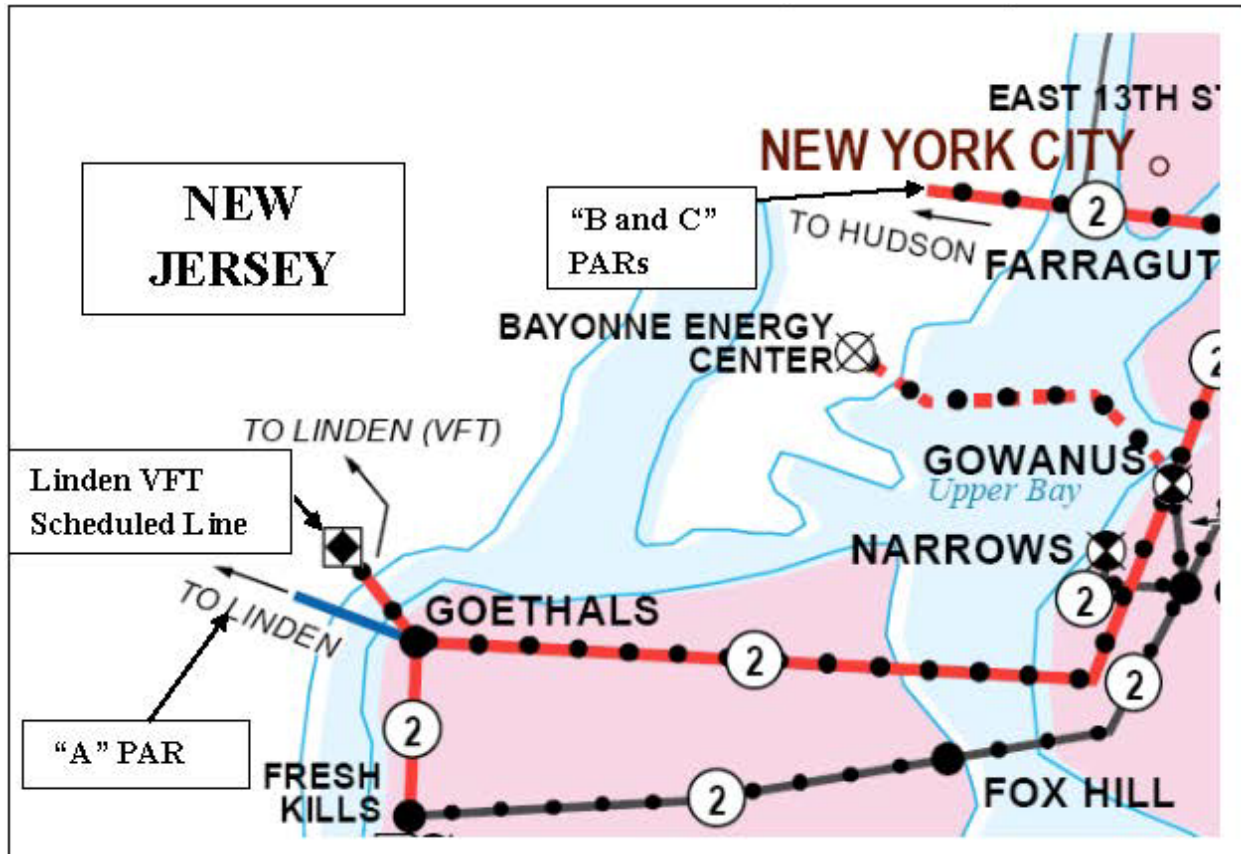 EAST 13TH ST
NEW YORK CITY
NEW
JERSEY
“B and C”
PARs
2
TO HUDSON
FARRAGUT
BAYONNE ENERGY
CENTER
2
TO LINDEN (VFT)
GOWANUS
Upper Bay
Linden VFT
Scheduled Line
NARROWS
2
TO LINDEN
GOETHALS
2
2
2
“A” PAR
FRESH
KILLS
2
FOX HILL